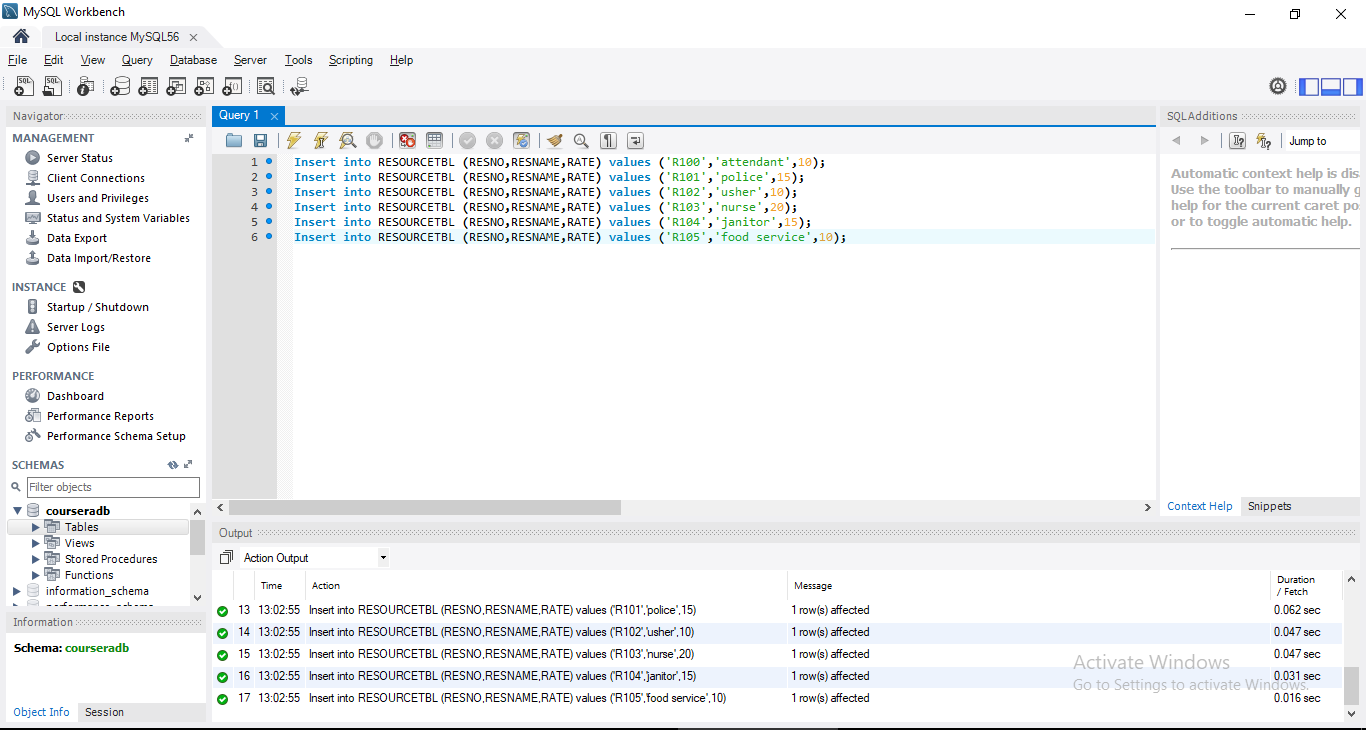 MySQL Workbench
Local instance MySQL56
File Edit View Query Database Server Tools Scripting Help
Navigator
MANAGEMENT
Server Status
Client Connections
Users and Privileges
Status and System Variables
Data Export
Data Import/Restore
INSTANCE
Startup / Shutdown
Server Logs
Options File
PERFORMANCE
Dashboard
Performance Reports
Performance Schema Setup
SCHEMAS
Filter objects
courseradb
Tables
Views
Stored Procedures
Functions
information_schema
Information
Schema: courseradb
Object Info Session
Query 1
1 Insert into RESOURCETBL (RESNO,RESNAME,RATE) values ('R100','attendant',10);
2 Insert into RESOURCETBL (RESNO,RESNAME,RATE) values ('R101','police',15);
3 Insert into RESOURCETBL (RESNO,RESNAME,RATE) values ('R102','usher',10);
4 Insert into RESOURCETBL (RESNO,RESNAME,RATE) values ('R103','nurse',20);
5 Insert into RESOURCETBL (RESNO,RESNAME,RATE) values ('R104','janitor',15);
6 Insert into RESOURCETBL (RESNO,RESNAME,RATE) values ('R105','food service',10);
SQLAdditions
Jump to
Automatic context help is dis
Use the toolbar to manually g
help for the current caret po
or to toggle automatic help.
Context Help Snippets
Output
Action Output
Time Action Message Duration / Fetch
13 13:02:55 Insert into RESOURCETBL (RESNO,RESNAME,RATE) values ('R101','police',15) 1 row(s) affected 0.062 sec
14 13:02:55 Insert into RESOURCETBL (RESNO,RESNAME,RATE) values ('R102','usher',10) 1 row(s) affected 0.047 sec
15 13:02:55 Insert into RESOURCETBL (RESNO,RESNAME,RATE) values ('R103','nurse',20) 1 row(s) affected 0.047 sec
16 13:02:55 Insert into RESOURCETBL (RESNO,RESNAME,RATE) values ('R104','janitor',15) 1 row(s) affected 0.031 sec
17 13:02:55 Insert into RESOURCETBL (RESNO,RESNAME,RATE) values ('R105','food service',10) 1 row(s) affected 0.016 sec
Activate Windows
Go to Settings to activate Windows.